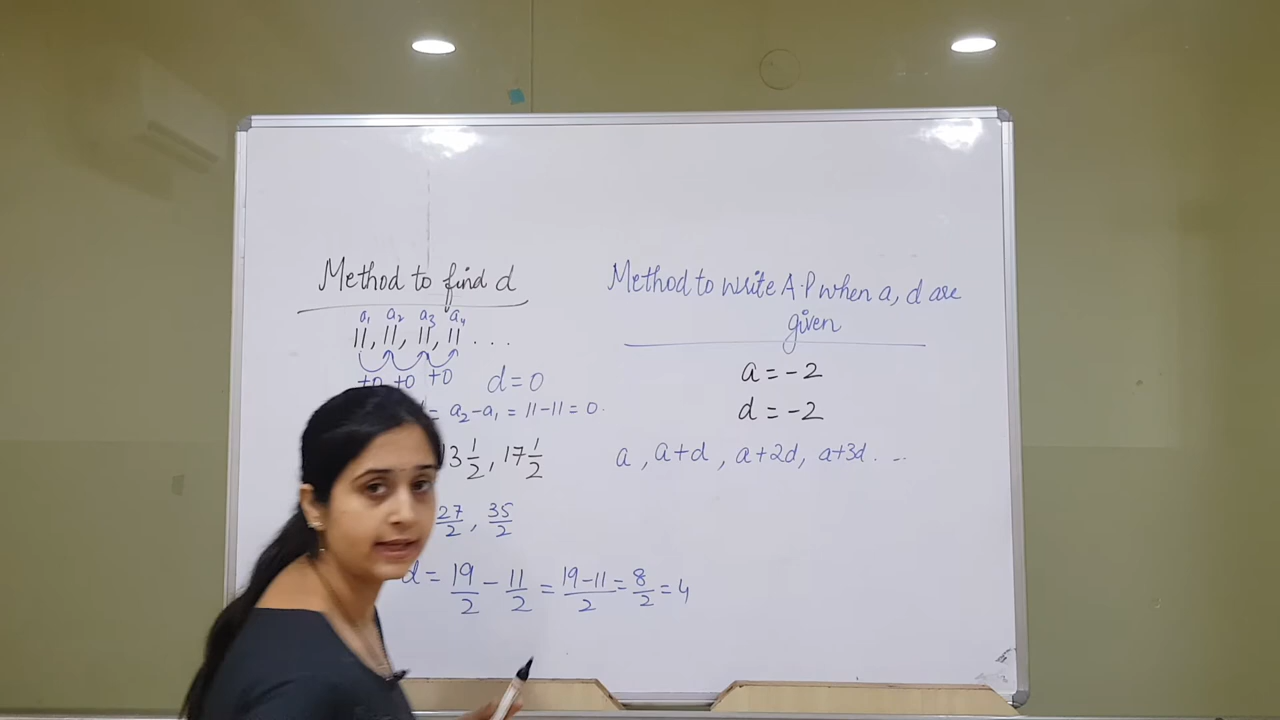 Method to find d
a₁ a₂ a₃ a₄
11, 11, 11, 11 . . .
+0 +0 +0 d = 0
= a₂ - a₁ = 11 - 11 = 0.
13 1/2, 17 1/2
27/2, 35/2
d = 19/2 - 11/2 = 19-11/2 = 8/2 = 4
Method to write A.P when a, d are
given
a = -2
d = -2
a, a+d, a+2d, a+3d. ..